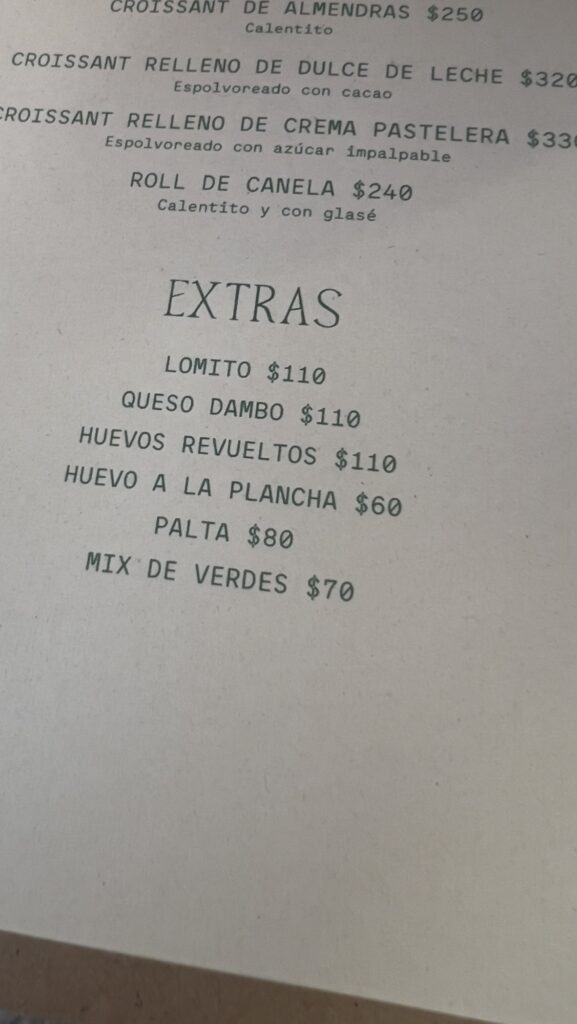 CROISSANT DE ALMENDRAS $250
Calentito
CROISSANT RELLENO DE DULCE DE LECHE $320
Espolvoreado con cacao
CROISSANT RELLENO DE CREMA PASTELERA $330
Espolvoreado con azúcar impalpable
ROLL DE CANELA $240
Calentito y con glasé
EXTRAS
LOMITO $110
QUESO DAMBO $110
HUEVOS REVUELTOS $110
HUEVO A LA PLANCHA $60
PALTA $80
MIX DE VERDES $70